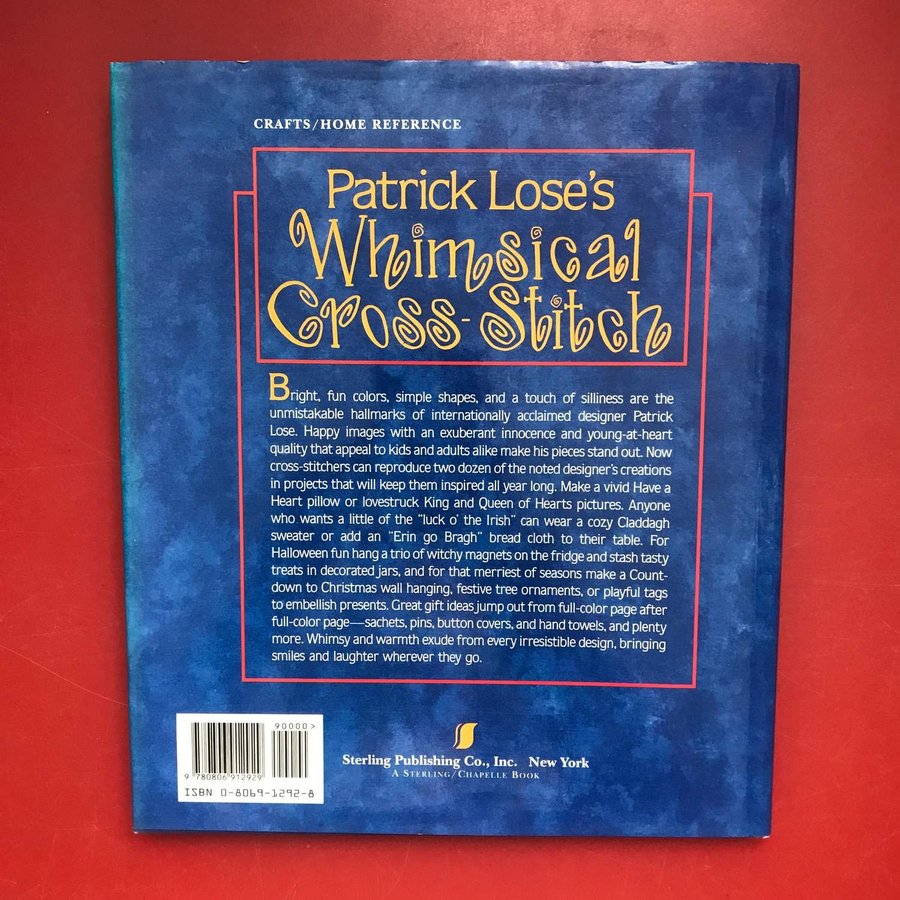 CRAFTS/HOME REFERENCE
Patrick Lose's
Whimsical
Cross-Stitch
Bright, fun colors, simple shapes, and a touch of silliness are the
unmistakable hallmarks of internationally acclaimed designer Patrick
Lose. Happy images with an exuberant innocence and young-at-heart
quality that appeal to kids and adults alike make his pieces stand out. Now
cross-stitchers can reproduce two dozen of the noted designer's creations
in projects that will keep them inspired all year long. Make a vivid Have a
Heart pillow or lovestruck King and Queen of Hearts pictures. Anyone
who wants a little of the "luck o' the Irish" can wear a cozy Claddagh
sweater or add an "Erin go Bragh" bread cloth to their table. For
Halloween fun hang a trio of witchy magnets on the fridge and stash tasty
treats in decorated jars, and for that merriest of seasons make a Count-
down to Christmas wall hanging, festive tree ornaments, or playful tags
to embellish presents. Great gift ideas jump out from full-color page after
full-color page—sachets, pins, button covers, and hand towels, and plenty
more. Whimsy and warmth exude from every irresistible design, bringing
smiles and laughter wherever they go.
90000>
9 780806 912929
ISBN 0-8069-1292-8
Sterling Publishing Co., Inc. New York
A STERLING/CHAPELLE BOOK